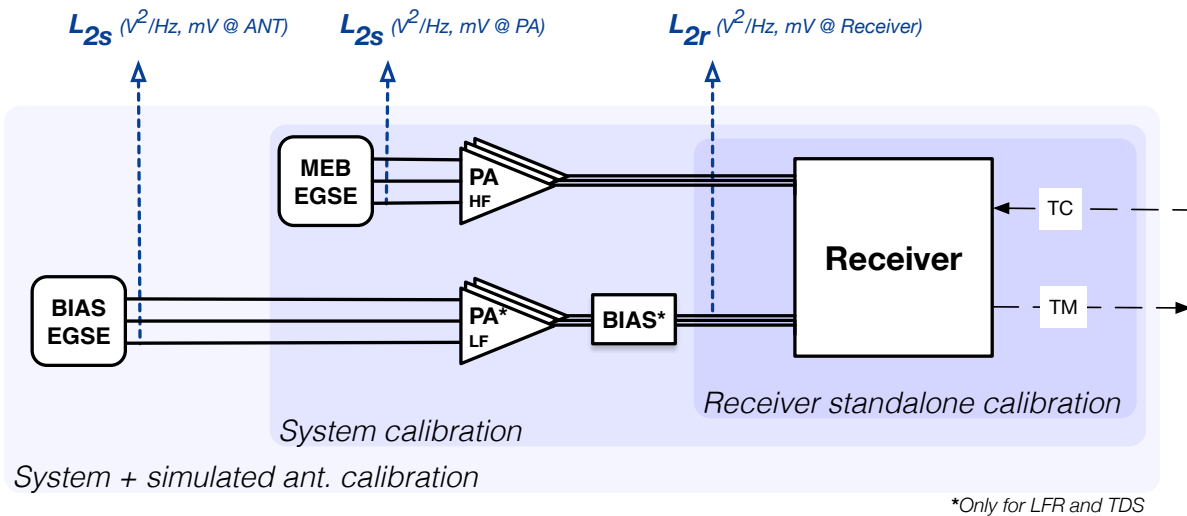 L2s (V2/Hz, mV @ ANT)
L2s (V2/Hz, mV @ PA)
L2r (V2/Hz, mV @ Receiver)
MEB
EGSE
PA
HF
TC
Receiver
BIAS
EGSE
PA*
LF
BIAS*
TM
Receiver standalone calibration
System calibration
System + simulated ant. calibration
*Only for LFR and TDS